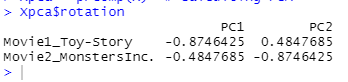 > Xpca$rotation
PC1 PC2
Movie1_Toy-Story -0.8746425 0.4847685
Movie2_MonstersInc. -0.4847685 -0.8746425
>